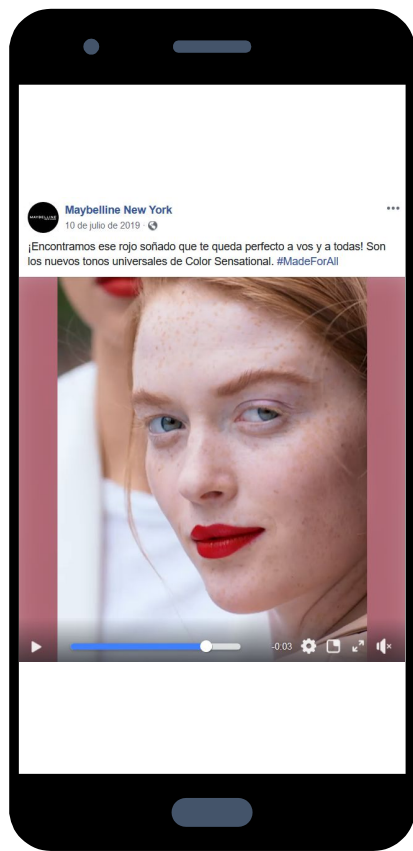 MAYBELLINE
Maybelline New York
10 de julio de 2019 ·
¡Encontramos ese rojo soñado que te queda perfecto a vos y a todas! Son
los nuevos tonos universales de Color Sensational. #MadeForAll
-0:03